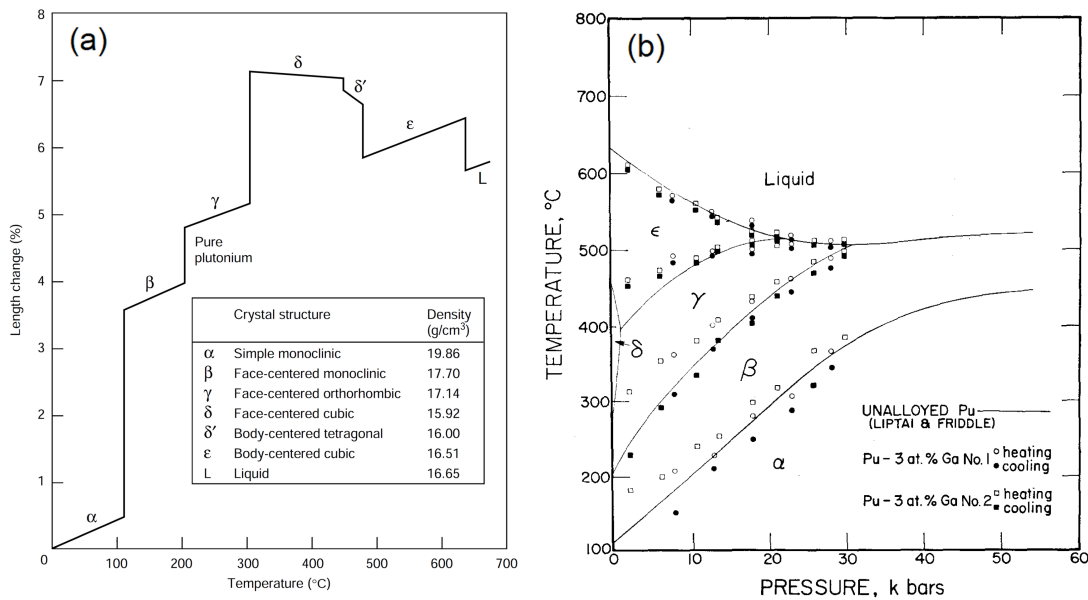 (a)
8
7
6
5
4
3
2
1
0
Length change (%)
α
β
γ
δ
δ′
ε
L
Pure
plutonium
Crystal structure Density
(g/cm³)
α Simple monoclinic 19.86
β Face-centered monoclinic 17.70
γ Face-centered orthorhombic 17.14
δ Face-centered cubic 15.92
δ′ Body-centered tetragonal 16.00
ε Body-centered cubic 16.51
L Liquid 16.65
0 100 200 300 400 500 600 700
Temperature (°C)
(b)
800
700
600
500
400
300
200
100
TEMPERATURE, °C
Liquid
ε
γ
δ
β
α
UNALLOYED Pu
(LIPTAI & FRIDDLE)
Pu - 3 at. % Ga No. 1 heating
cooling
Pu - 3 at. % Ga No. 2 heating
cooling
0 10 20 30 40 50 60
PRESSURE, k bars